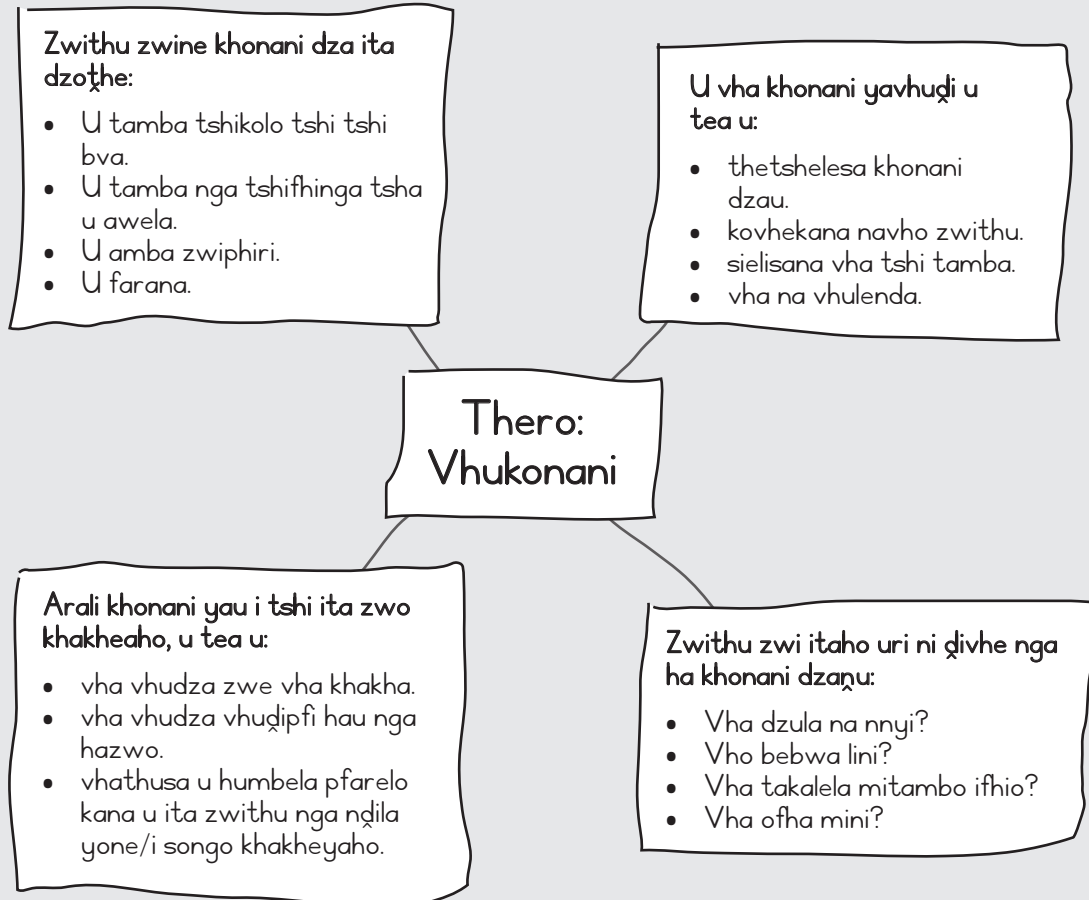 Zwithu zwine khonani dza ita
dzoṱhe:
• U tamba tshikolo tshi tshi
bva.
• U tamba nga tshifhinga tsha
u awela.
• U amba zwiphiri.
• U farana.
U vha khonani yavhuḓi u
tea u:
• thetshelesa khonani
dzau.
• kovhekana navho zwithu.
• sielisana vha tshi tamba.
• vha na vhulenda.
Thero:
Vhukonani
Arali khonani yau i tshi ita zwo
khakheaho, u tea u:
• vha vhudza zwe vha khakha.
• vha vhudza vhuḓipfi hau nga
hazwo.
• vhathusa u humbela pfarelo
kana u ita zwithu nga nḓila
yone/i songo khakheyaho.
Zwithu zwi itaho uri ni ḓivhe nga
ha khonani dzaṋu:
• Vha dzula na nnyi?
• Vho bebwa lini?
• Vha takalela mitambo ifhio?
• Vha ofha mini?